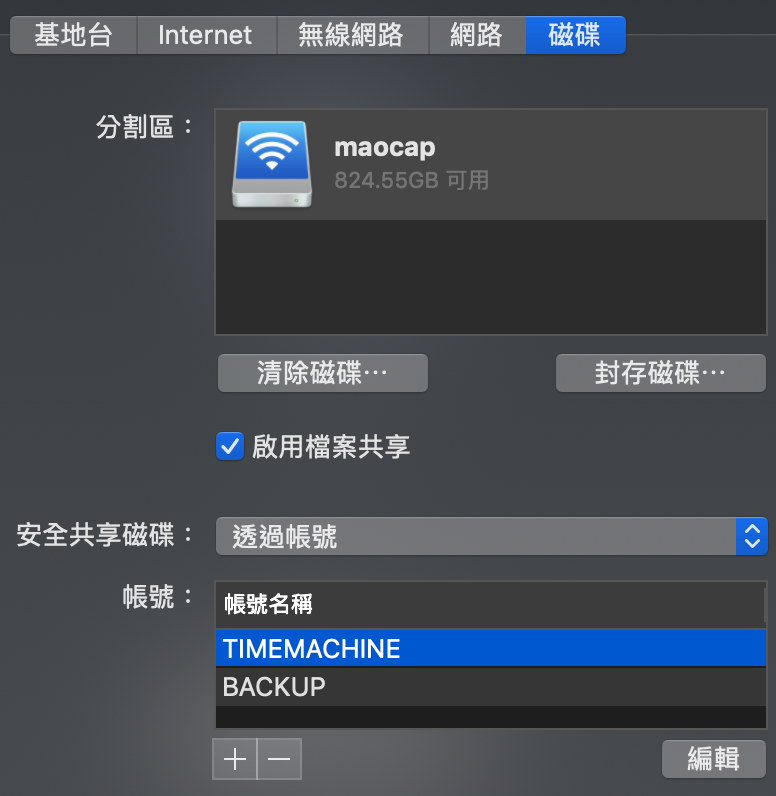 基地台 Internet 無線網路 網路 磁碟
分割區：
maocap
824.55GB 可用
清除磁碟⋯ 封存磁碟⋯
啟用檔案共享
安全共享磁碟： 透過帳號
帳號： 帳號名稱
TIMEMACHINE
BACKUP
編輯